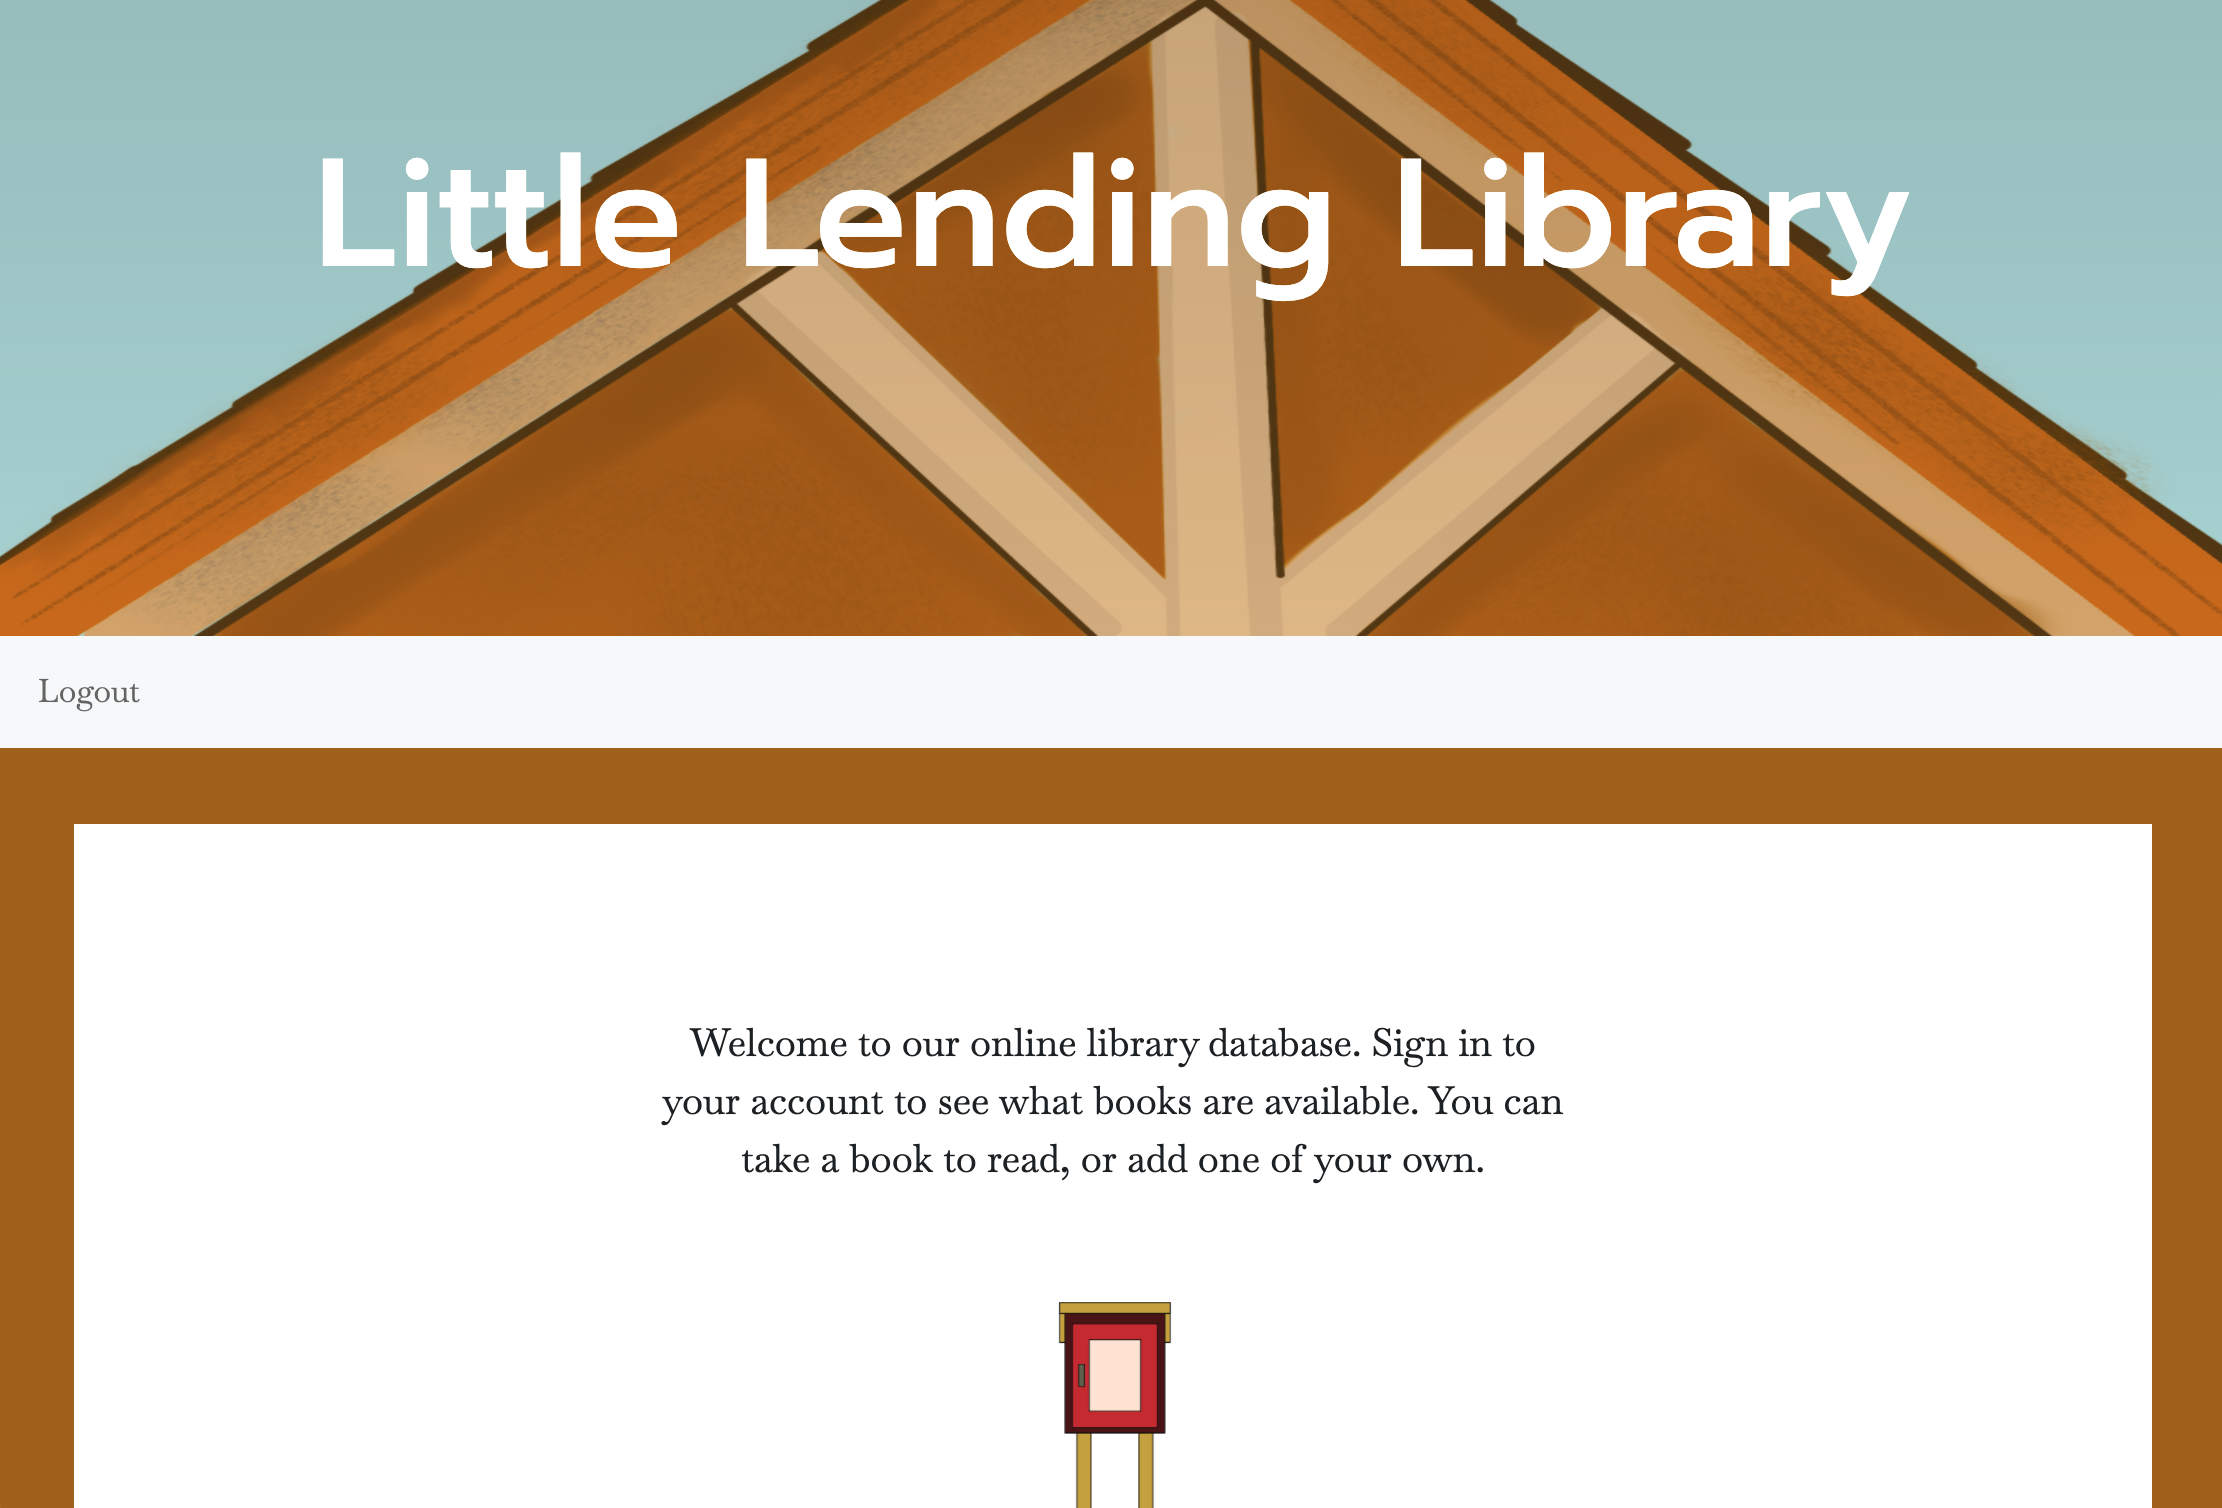 Little Lending Library
Logout
Welcome to our online library database. Sign in to
your account to see what books are available. You can
take a book to read, or add one of your own.